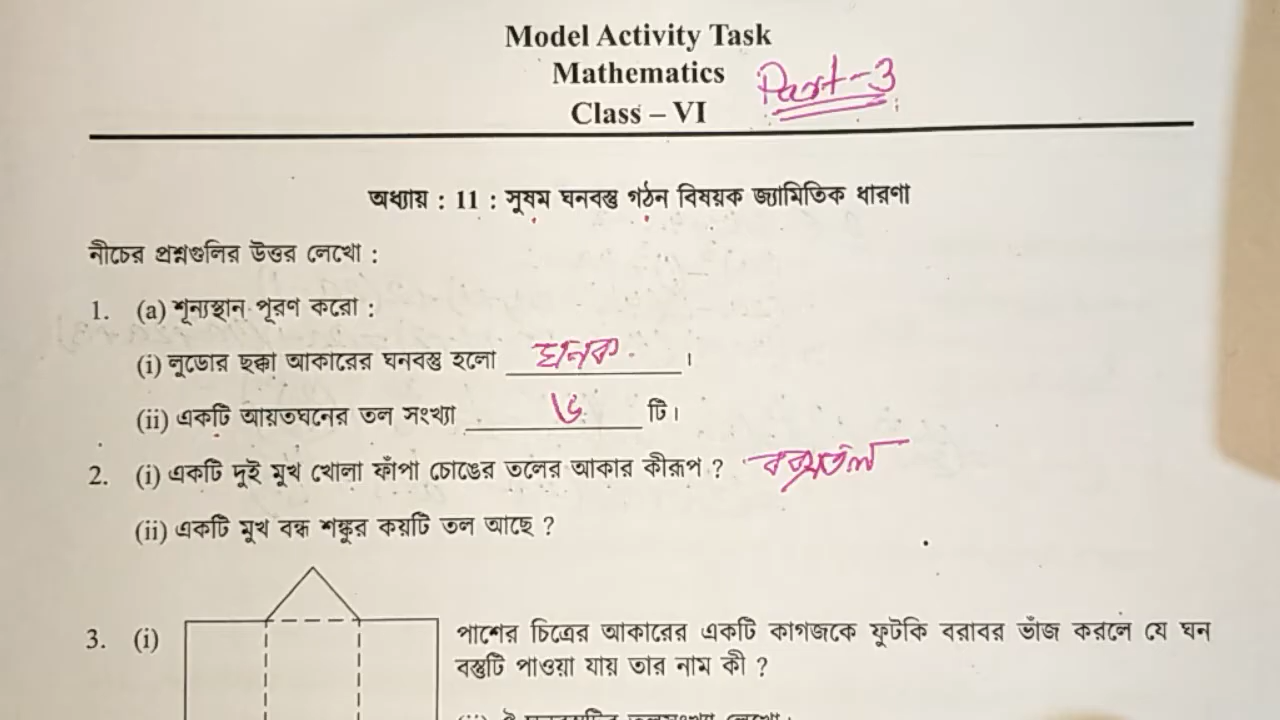 Model Activity Task
Mathematics
Class – VI Part-3
অধ্যায় : 11 : সুষম ঘনবস্তু গঠন বিষয়ক জ্যামিতিক ধারণা
নীচের প্রশ্নগুলির উত্তর লেখো :
1. (a) শূন্যস্থান পূরণ করো :
(i) লুডোর ছক্কা আকারের ঘনবস্তু হলো ঘনক ।
(ii) একটি আয়তঘনের তল সংখ্যা ৬ টি।
2. (i) একটি দুই মুখ খোলা ফাঁপা চোঙের তলের আকার কীরূপ ? বক্রতল
(ii) একটি মুখ বন্ধ শঙ্কুর কয়টি তল আছে ?
3. (i) পাশের চিত্রের আকারের একটি কাগজকে ফুটকি বরাবর ভাঁজ করলে যে ঘন
বস্তুটি পাওয়া যায় তার নাম কী ?